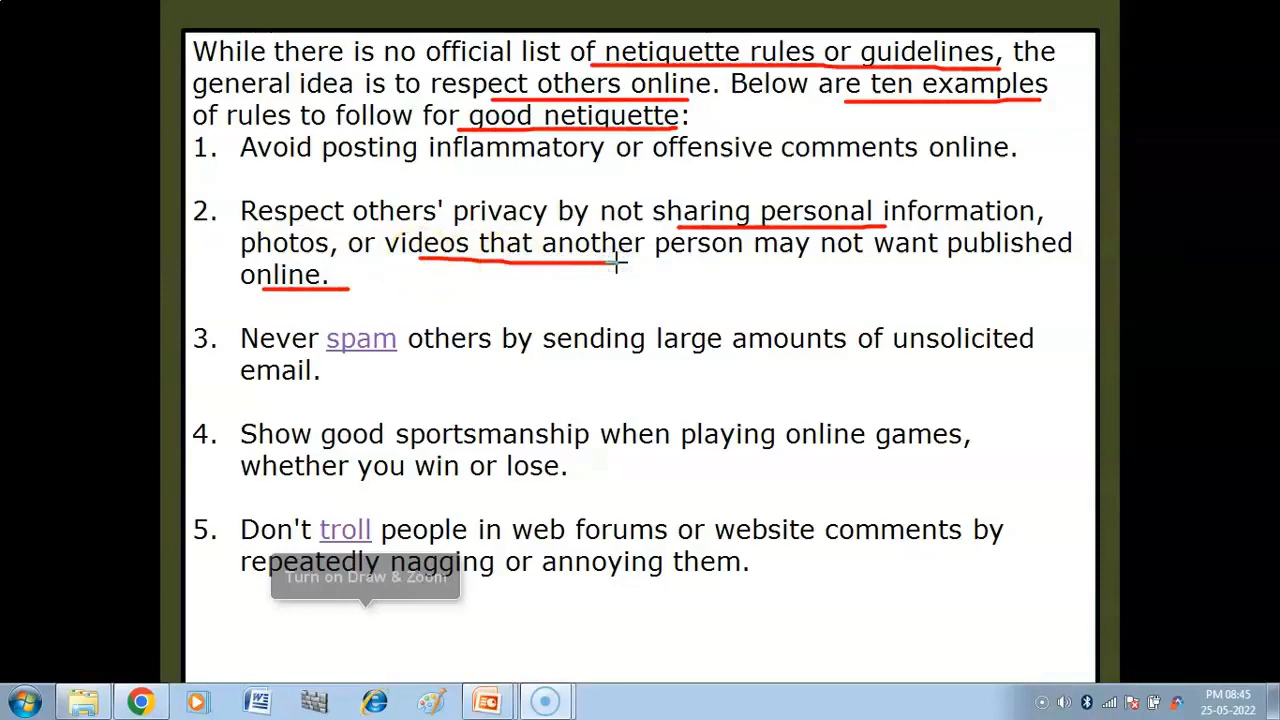 While there is no official list of netiquette rules or guidelines, the
general idea is to respect others online. Below are ten examples
of rules to follow for good netiquette:
1. Avoid posting inflammatory or offensive comments online.
2. Respect others' privacy by not sharing personal information,
photos, or videos that another person may not want published
online.
3. Never spam others by sending large amounts of unsolicited
email.
4. Show good sportsmanship when playing online games,
whether you win or lose.
5. Don't troll people in web forums or website comments by
repeatedly nagging or annoying them.
Turn on Draw & Zoom
PM 08:45
25-05-2022